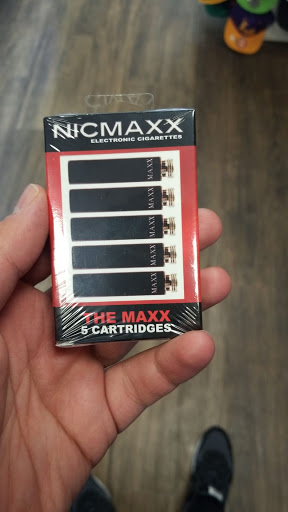 NICMAXX
ELECTRONIC CIGARETTES
MAXX
MAXX
MAXX
MAXX
MAXX
THE MAXX
5 CARTRIDGES